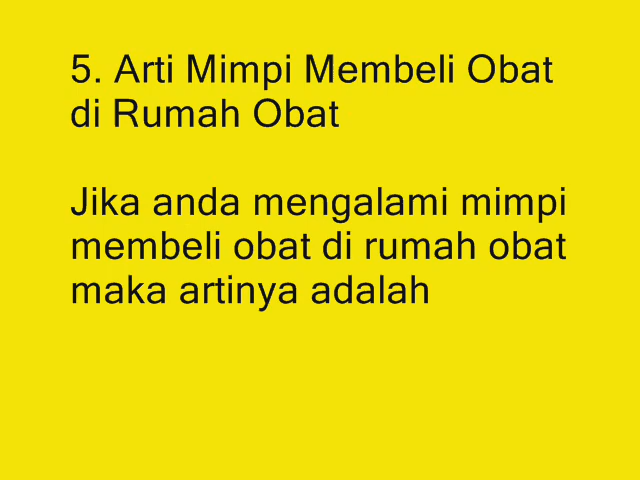 5. Arti Mimpi Membeli Obat
di Rumah Obat
Jika anda mengalami mimpi
membeli obat di rumah obat
maka artinya adalah